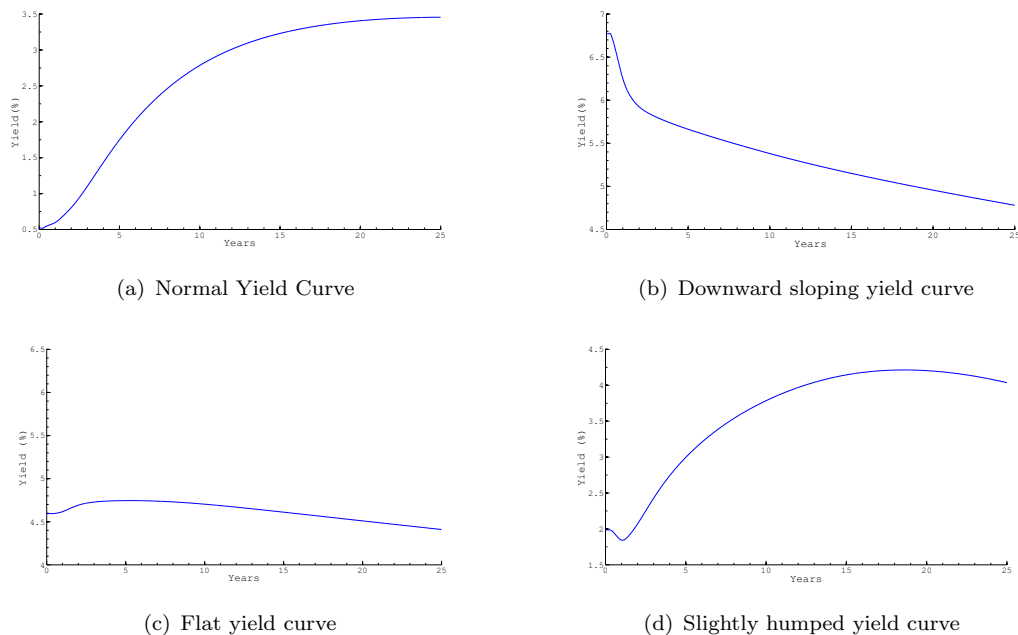 3.5
3
2.5
2
1.5
1
0.5
Yield(%)
0 5 10 15 20 25
Years
(a) Normal Yield Curve
7
6.5
6
5.5
5
4.5
Yield(%)
0 5 10 15 20 25
Years
(b) Downward sloping yield curve
6.5
6
5.5
5
4.5
4
Yield (%)
0 5 10 15 20 25
Years
(c) Flat yield curve
4.5
4
3.5
3
2.5
2
1.5
Yield (%)
0 5 10 15 20 25
Years
(d) Slightly humped yield curve